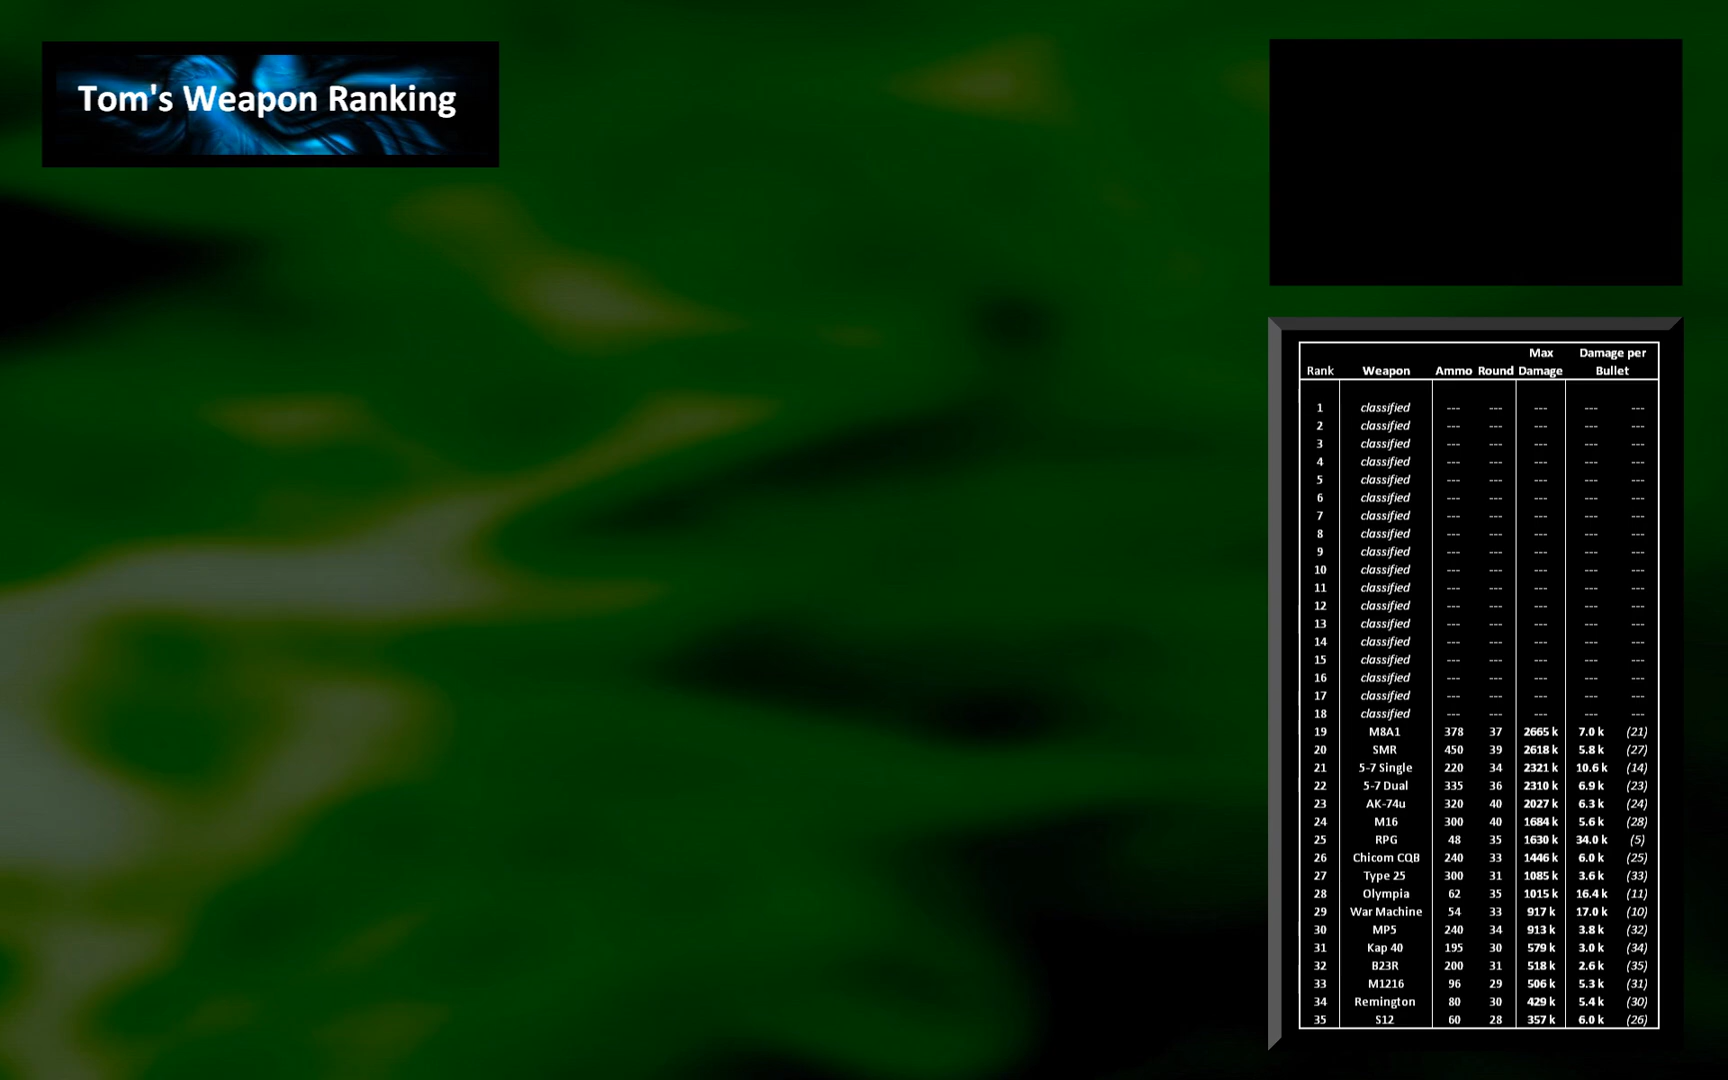 Tom's Weapon Ranking
Max Damage per
Rank Weapon Ammo Round Damage Bullet
1 classified --- --- --- --- ---
2 classified --- --- --- --- ---
3 classified --- --- --- --- ---
4 classified --- --- --- --- ---
5 classified --- --- --- --- ---
6 classified --- --- --- --- ---
7 classified --- --- --- --- ---
8 classified --- --- --- --- ---
9 classified --- --- --- --- ---
10 classified --- --- --- --- ---
11 classified --- --- --- --- ---
12 classified --- --- --- --- ---
13 classified --- --- --- --- ---
14 classified --- --- --- --- ---
15 classified --- --- --- --- ---
16 classified --- --- --- --- ---
17 classified --- --- --- --- ---
18 classified --- --- --- --- ---
19 M8A1 378 37 2665 k 7.0 k (21)
20 SMR 450 39 2618 k 5.8 k (27)
21 5-7 Single 220 34 2321 k 10.6 k (14)
22 5-7 Dual 335 36 2310 k 6.9 k (23)
23 AK-74u 320 40 2027 k 6.3 k (24)
24 M16 300 40 1684 k 5.6 k (28)
25 RPG 48 35 1630 k 34.0 k (5)
26 Chicom CQB 240 33 1446 k 6.0 k (25)
27 Type 25 300 31 1085 k 3.6 k (33)
28 Olympia 62 35 1015 k 16.4 k (11)
29 War Machine 54 33 917 k 17.0 k (10)
30 MP5 240 34 913 k 3.8 k (32)
31 Kap 40 195 30 579 k 3.0 k (34)
32 B23R 200 31 518 k 2.6 k (35)
33 M1216 96 29 506 k 5.3 k (31)
34 Remington 80 30 429 k 5.4 k (30)
35 S12 60 28 357 k 6.0 k (26)